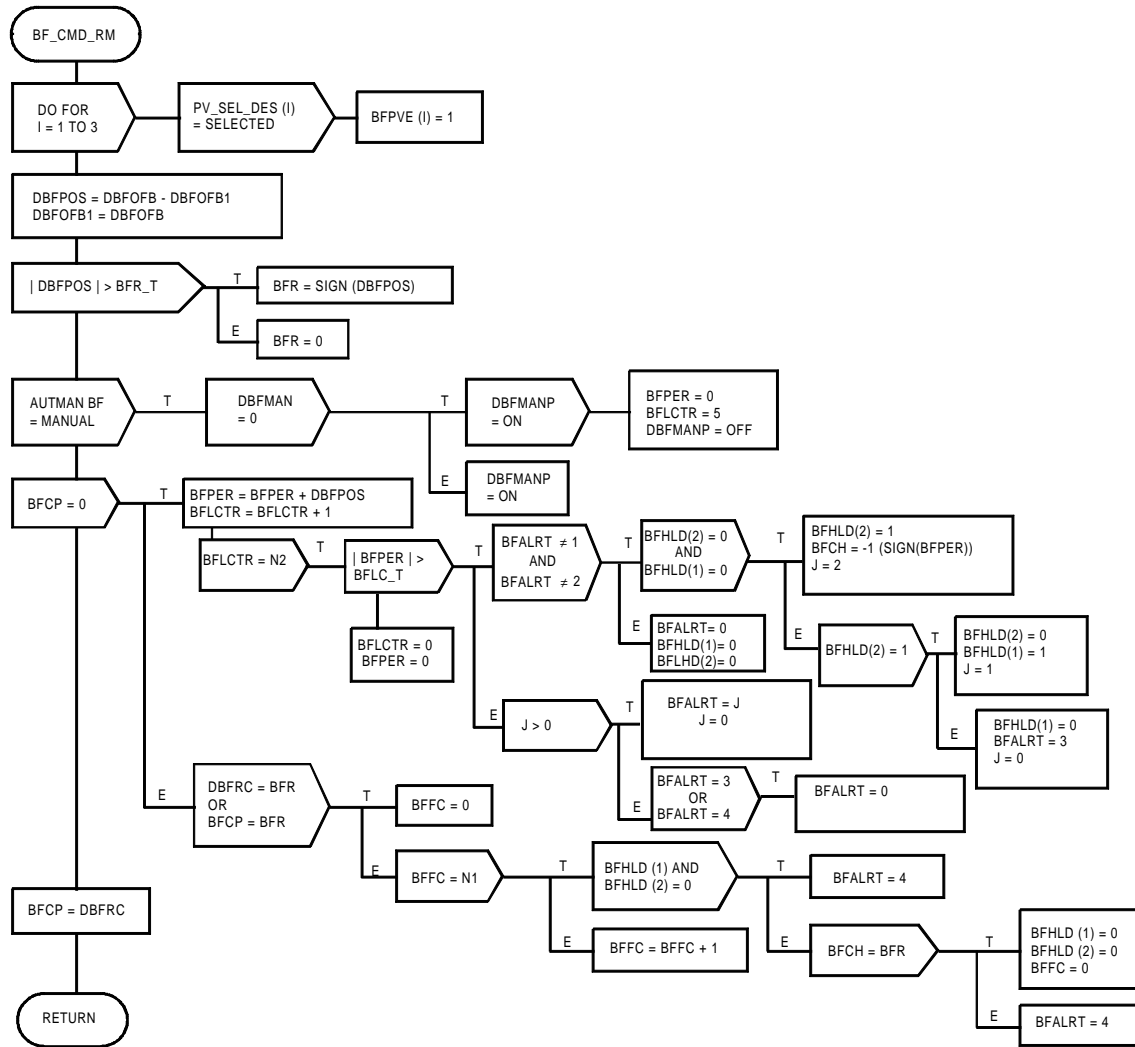 BF_CMD_RM
DO FOR
I = 1 TO 3
PV_SEL_DES (I)
= SELECTED
BFPVE (I) = 1
DBFPOS = DBFOFB - DBFOFB1
DBFOFB1 = DBFOFB
| DBFPOS | > BFR_T
T
BFR = SIGN (DBFPOS)
E
BFR = 0
AUTMAN BF
= MANUAL
T
DBFMAN
= 0
T
DBFMANP
= ON
BFPER = 0
BFLCTR = 5
DBFMANP = OFF
E
DBFMANP
= ON
BFCP = 0
T
BFPER = BFPER + DBFPOS
BFLCTR = BFLCTR + 1
BFLCTR = N2
T
| BFPER | >
BFLC_T
T
BFALRT ≠ 1
AND
BFALRT ≠ 2
T
BFHLD(2) = 0
AND
BFHLD(1) = 0
T
BFHLD(2) = 1
BFCH = -1 (SIGN(BFPER))
J = 2
BFLCTR = 0
BFPER = 0
E
BFALRT= 0
BFHLD(1)= 0
BFLHD(2)= 0
E
BFHLD(2) = 1
T
BFHLD(2) = 0
BFHLD(1) = 1
J = 1
E
BFHLD(1) = 0
BFALRT = 3
J = 0
E
J > 0
T
BFALRT = J
J = 0
E
BFALRT = 3
OR
BFALRT = 4
T
BFALRT = 0
E
DBFRC = BFR
OR
BFCP = BFR
T
BFFC = 0
E
BFFC = N1
T
BFHLD (1) AND
BFHLD (2) = 0
T
BFALRT = 4
E
BFFC = BFFC + 1
E
BFCH = BFR
T
BFHLD (1) = 0
BFHLD (2) = 0
BFFC = 0
E
BFALRT = 4
BFCP = DBFRC
RETURN